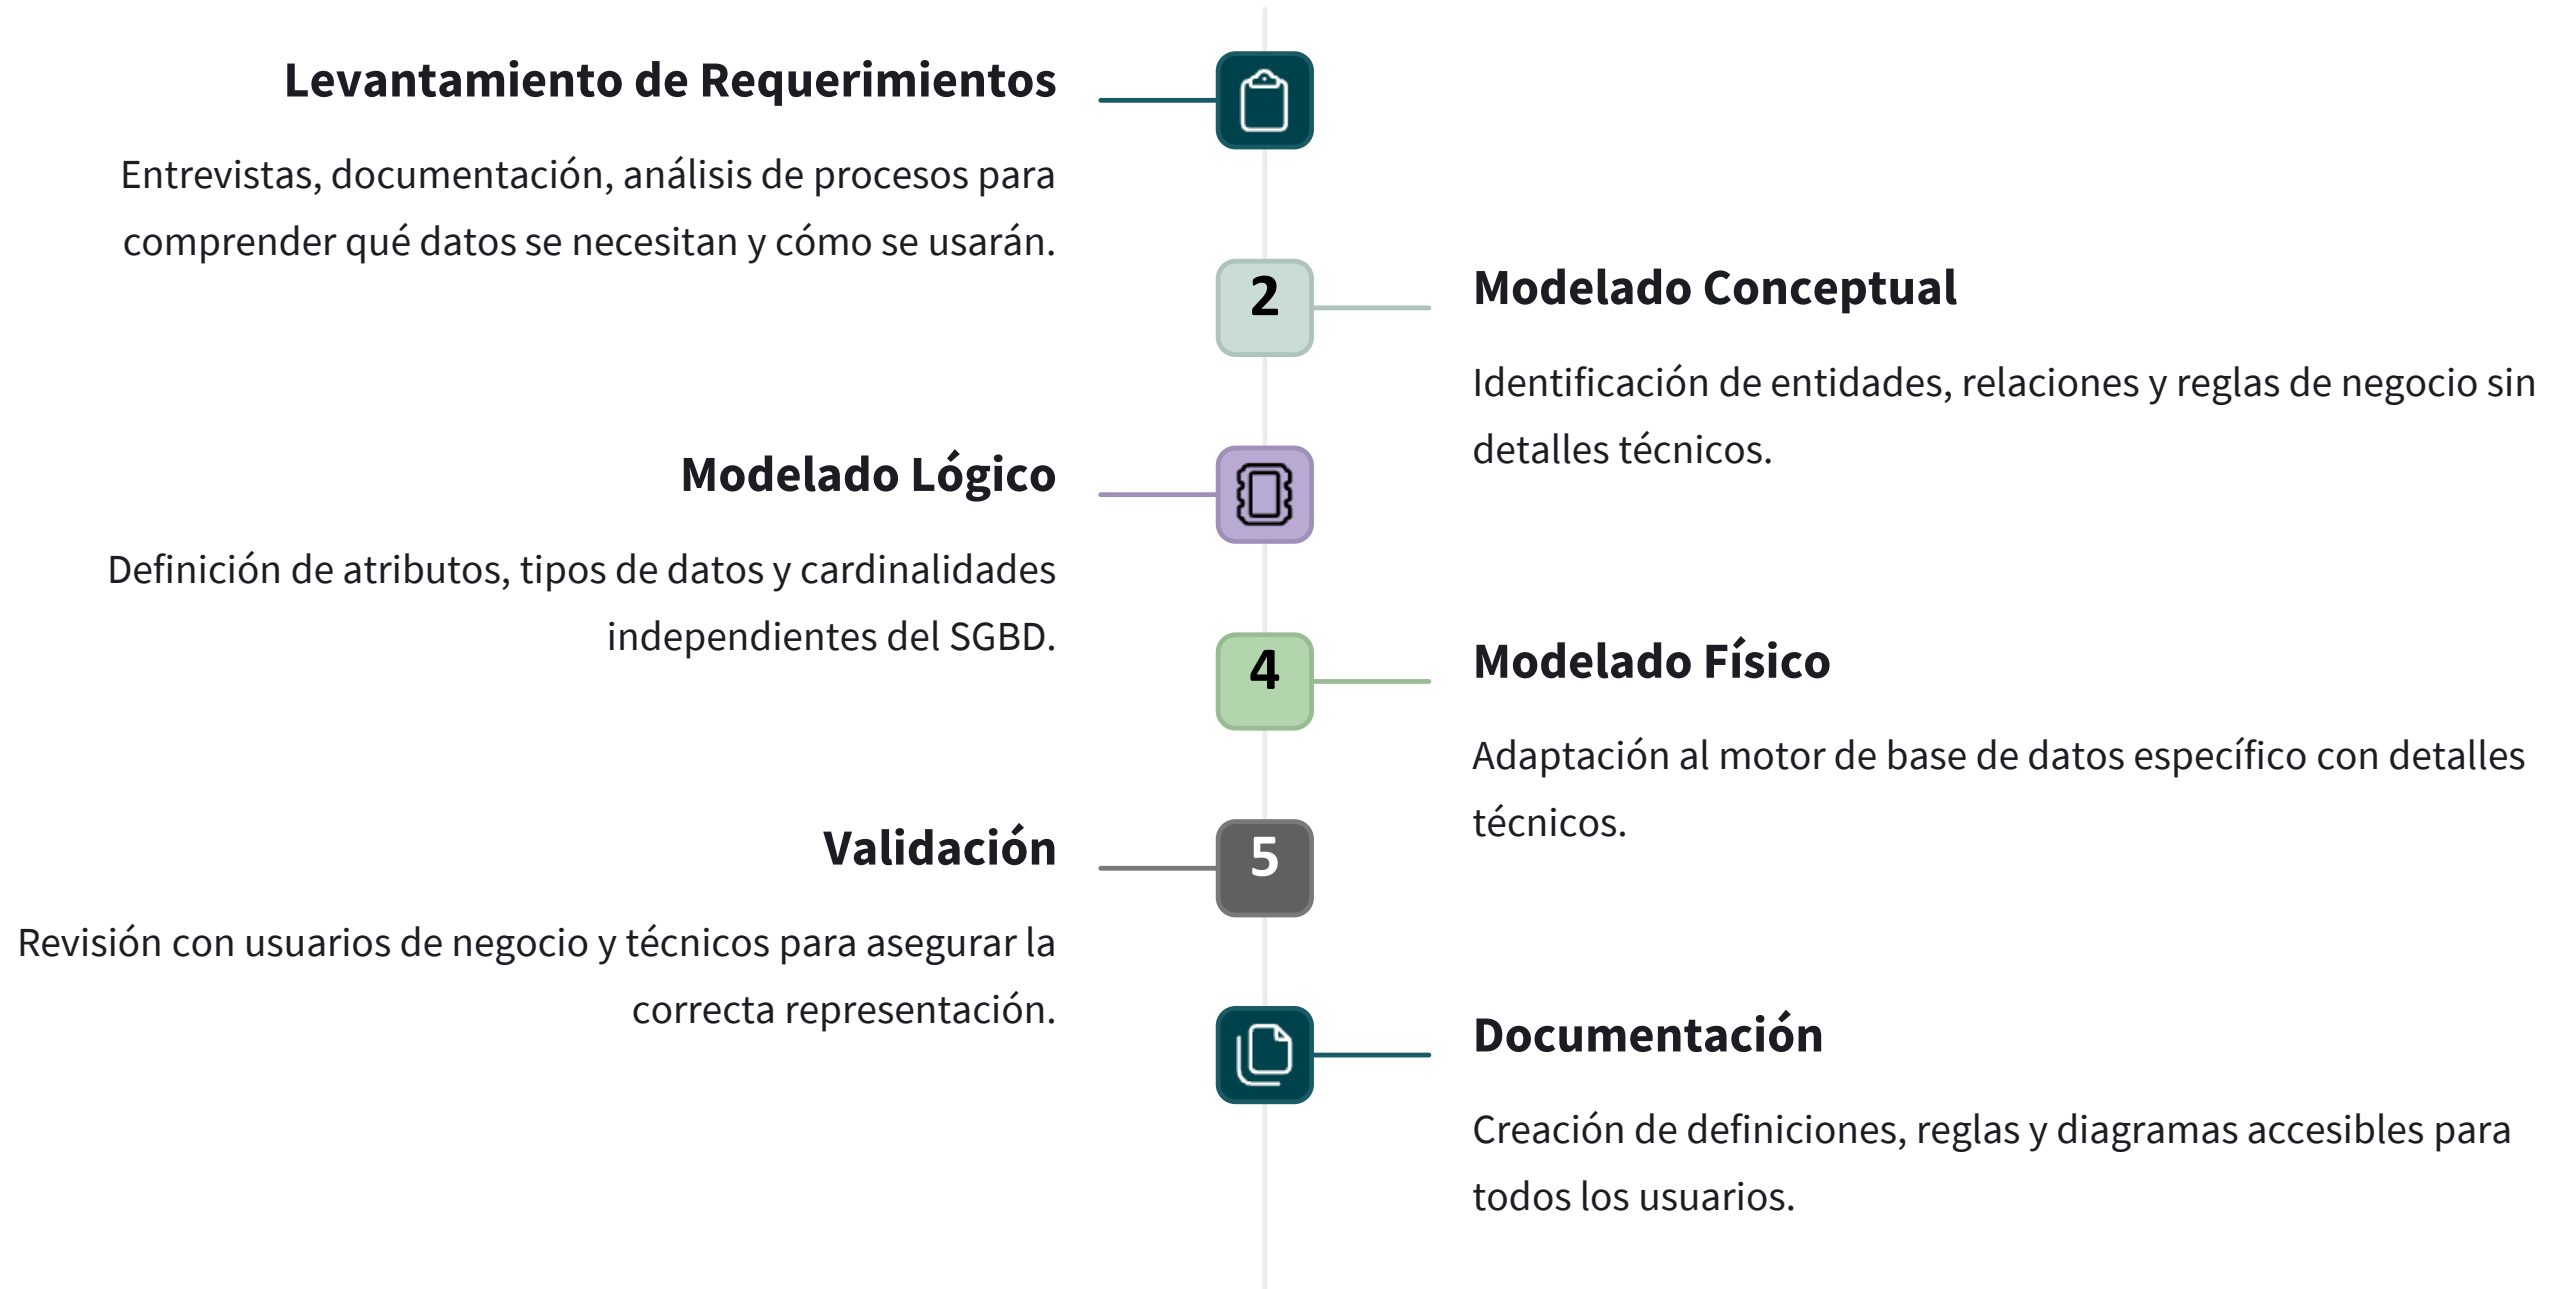 Levantamiento de Requerimientos
Entrevistas, documentación, análisis de procesos para
comprender qué datos se necesitan y cómo se usarán.
2
Modelado Conceptual
Identificación de entidades, relaciones y reglas de negocio sin
detalles técnicos.
Modelado Lógico
Definición de atributos, tipos de datos y cardinalidades
independientes del SGBD.
4
Modelado Físico
Adaptación al motor de base de datos específico con detalles
técnicos.
Validación
5
Revisión con usuarios de negocio y técnicos para asegurar la
correcta representación.
Documentación
Creación de definiciones, reglas y diagramas accesibles para
todos los usuarios.